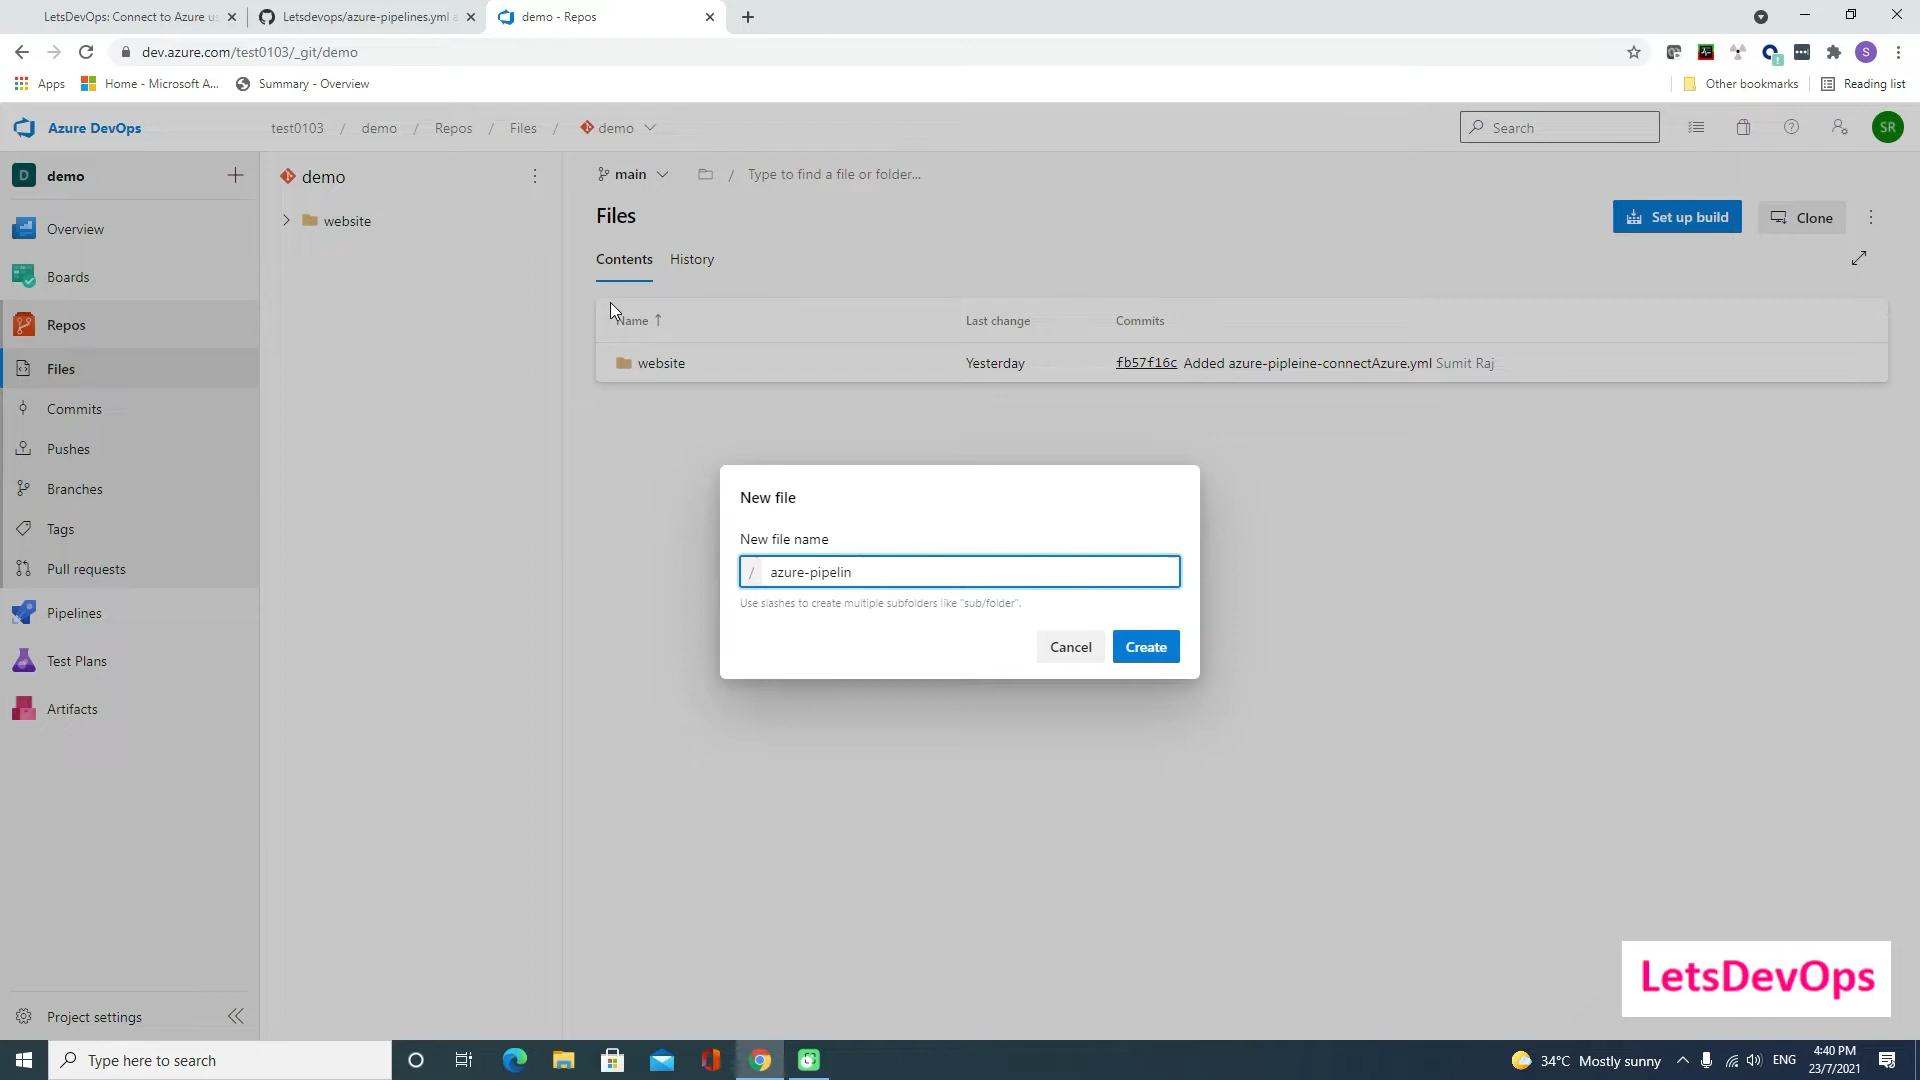 LetsDevOps: Connect to Azure us
Letsdevops/azure-pipelines.yml a
demo - Repos
dev.azure.com/test0103/_git/demo
S
Apps
Home - Microsoft A...
Summary - Overview
Other bookmarks
Reading list
Azure DevOps
test0103 / demo / Repos / Files / demo
Search
SR
D demo
demo
website
main
/ Type to find a file or folder...
Files
Set up build
Clone
Contents
History
Name
Last change
Commits
website
Yesterday
fb57f16c Added azure-pipleine-connectAzure.yml Sumit Raj
Overview
Boards
Repos
Files
Commits
Pushes
Branches
Tags
Pull requests
Pipelines
Test Plans
Artifacts
Project settings
New file
New file name
/ azure-pipelin
Use slashes to create multiple subfolders like "sub/folder".
Cancel
Create
LetsDevOps
Type here to search
34°C Mostly sunny
ENG
4:40 PM
23/7/2021